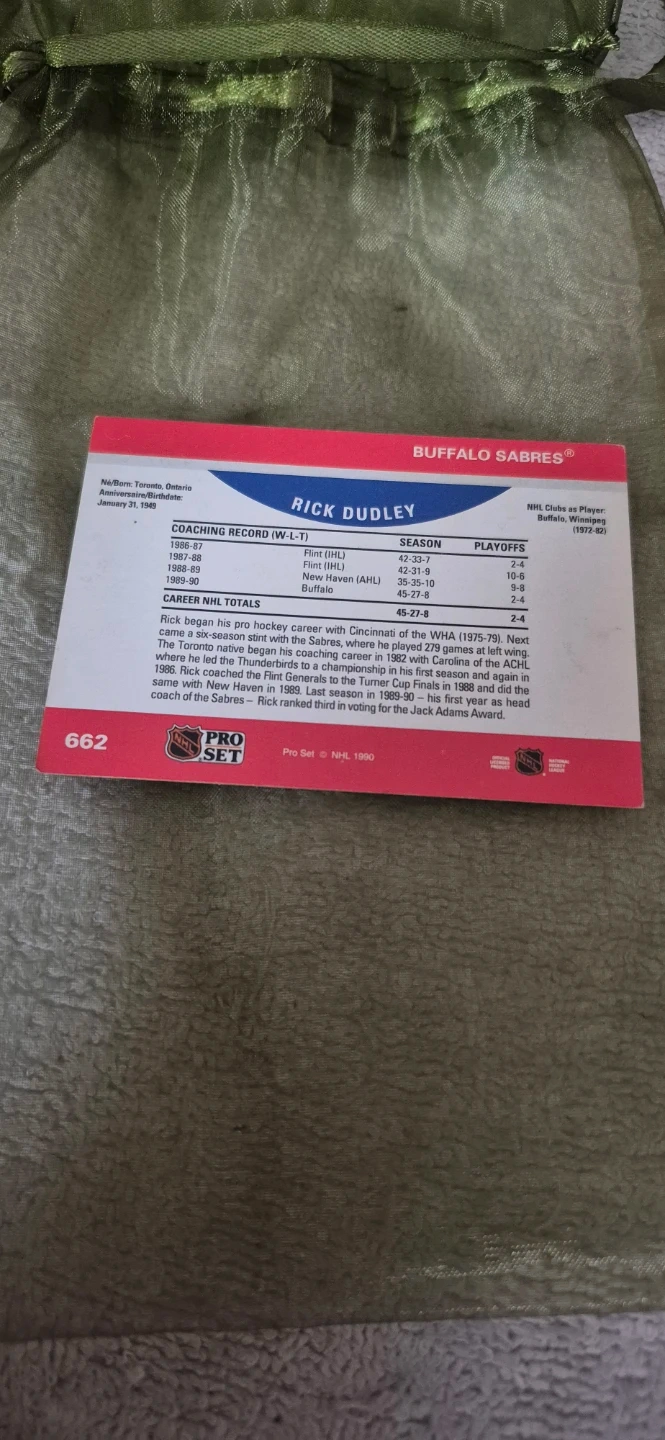 BUFFALO SABRES®
Né/Born: Toronto, Ontario
Anniversaire/Birthdate:
January 31, 1949
RICK DUDLEY
NHL Clubs as Player:
Buffalo, Winnipeg
(1972-82)
COACHING RECORD (W-L-T) SEASON PLAYOFFS
1986-87 Flint (IHL) 42-33-7 2-4
1987-88 Flint (IHL) 42-31-9 10-6
1988-89 New Haven (AHL) 35-35-10 9-8
1989-90 Buffalo 45-27-8 2-4
CAREER NHL TOTALS 45-27-8 2-4
Rick began his pro hockey career with Cincinnati of the WHA (1975-79). Next
came a six-season stint with the Sabres, where he played 279 games at left wing.
The Toronto native began his coaching career in 1982 with Carolina of the ACHL
where he led the Thunderbirds to a championship in his first season and again in
1986. Rick coached the Flint Generals to the Turner Cup Finals in 1988 and did the
same with New Haven in 1989. Last season in 1989-90 – his first year as head
coach of the Sabres – Rick ranked third in voting for the Jack Adams Award.
662
NHL PRO
SET
Pro Set © NHL 1990
OFFICIAL
LICENSED
PRODUCT
NHL
NATIONAL
HOCKEY
LEAGUE